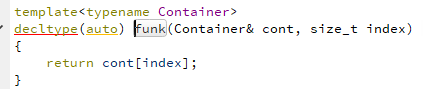 template<typename Container>
decltype(auto) funk(Container& cont, size_t index)
{
    return cont[index];
}